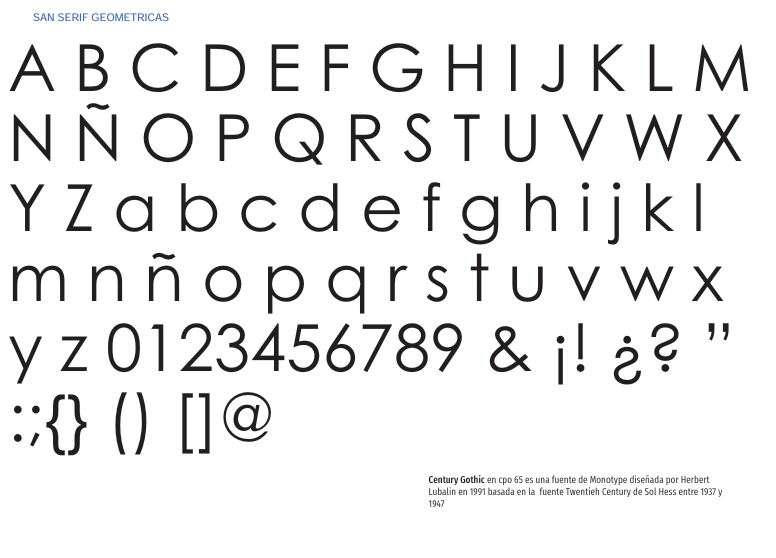 SAN SERIF GEOMETRICAS
A B C D E F G H I J K L M
N Ñ O P Q R S T U V W X
Y Z a b c d e f g h i j k l
m n ñ o p q r s t u v w x
y z 0123456789 & ¡! ¿? ”
:;{} () []@
Century Gothic en cpo 65 es una fuente de Monotype diseñada por Herbert
Lubalin en 1991 basada en la fuente Twentieh Century de Sol Hess entre 1937 y
1947